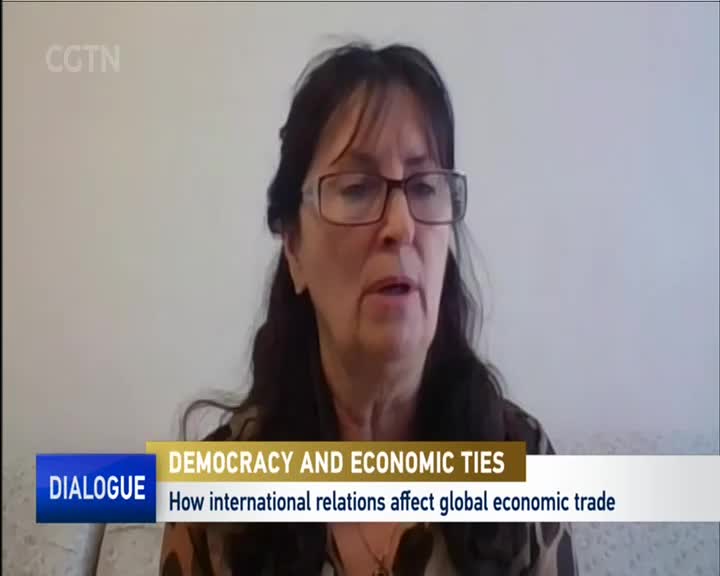 CGTN
DEMOCRACY AND ECONOMIC TIES
DIALOGUE
How international relations affect global economic trade